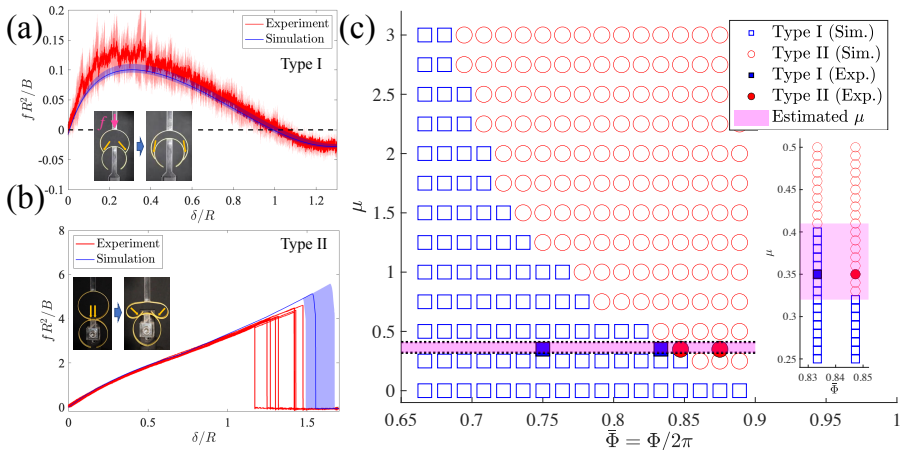 (a)
0.2
0.15
0.1
0.05
0
-0.05
-0.1
fR²/B
0
0.2
0.4
0.6
0.8
1
1.2
δ/R
Experiment
Simulation
Type I
f
(b)
8
6
4
2
0
fR²/B
0
0.5
1
1.5
δ/R
Experiment
Simulation
Type II
(c)
3
2.5
2
1.5
1
0.5
0
μ
0.65
0.7
0.75
0.8
0.85
0.9
0.95
1
Φ̄ = Φ/2π
Type I (Sim.)
Type II (Sim.)
Type I (Exp.)
Type II (Exp.)
Estimated μ
0.5
0.45
0.4
0.35
0.3
0.25
μ
0.83
0.84
0.85
Φ̄